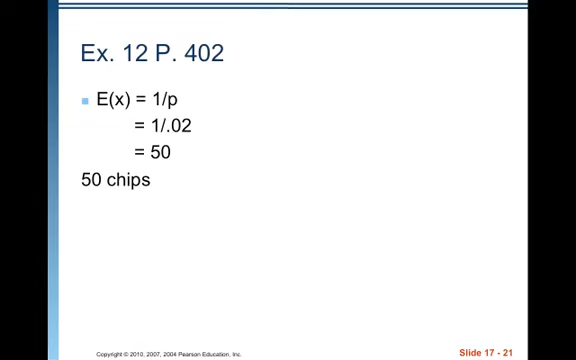 Ex. 12 P. 402
E(x) = 1/p
= 1/.02
= 50
50 chips
Copyright © 2010, 2007, 2004 Pearson Education, Inc.
Slide 17 - 21